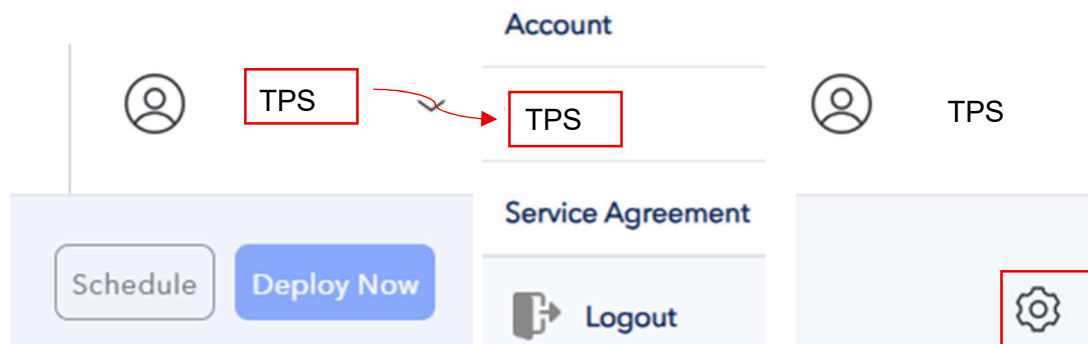 TPS
Schedule
Deploy Now
Account
TPS
Service Agreement
Logout
TPS